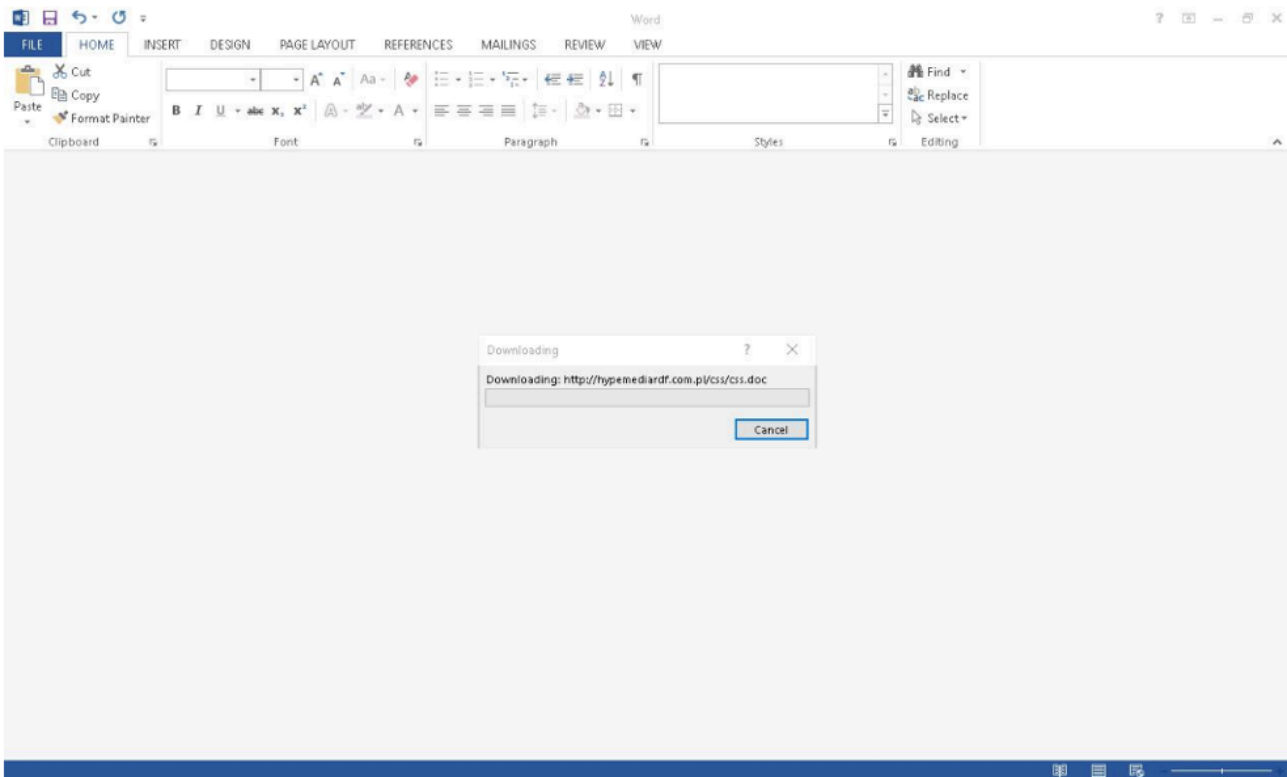 Word
FILE HOME INSERT DESIGN PAGE LAYOUT REFERENCES MAILINGS REVIEW VIEW
Cut
Copy
Paste
Format Painter
Find
Replace
Select
Clipboard Font Paragraph Styles Editing
Downloading
Downloading: http://hypemediardf.com.pl/css/css.doc
Cancel